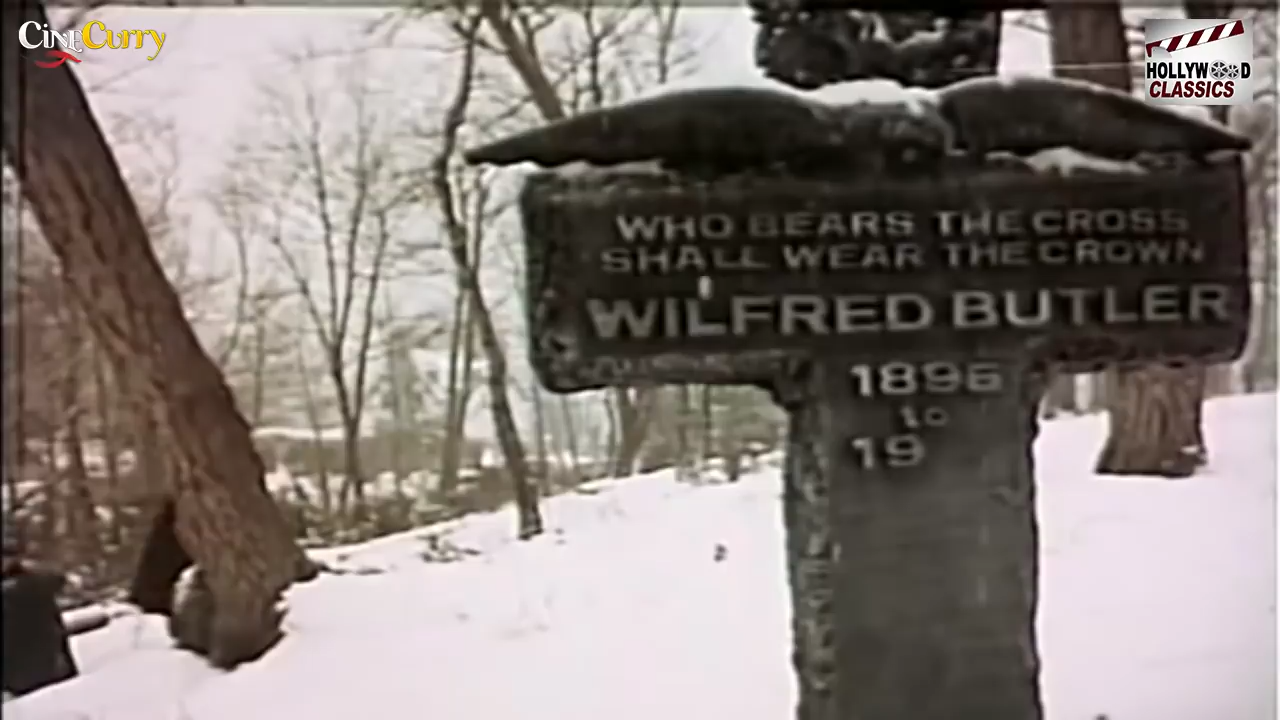 CINECurry
HOLLYWOOD
CLASSICS
WHO BEARS THE CROSS
SHALL WEAR THE CROWN
WILFRED BUTLER
1896
to
19